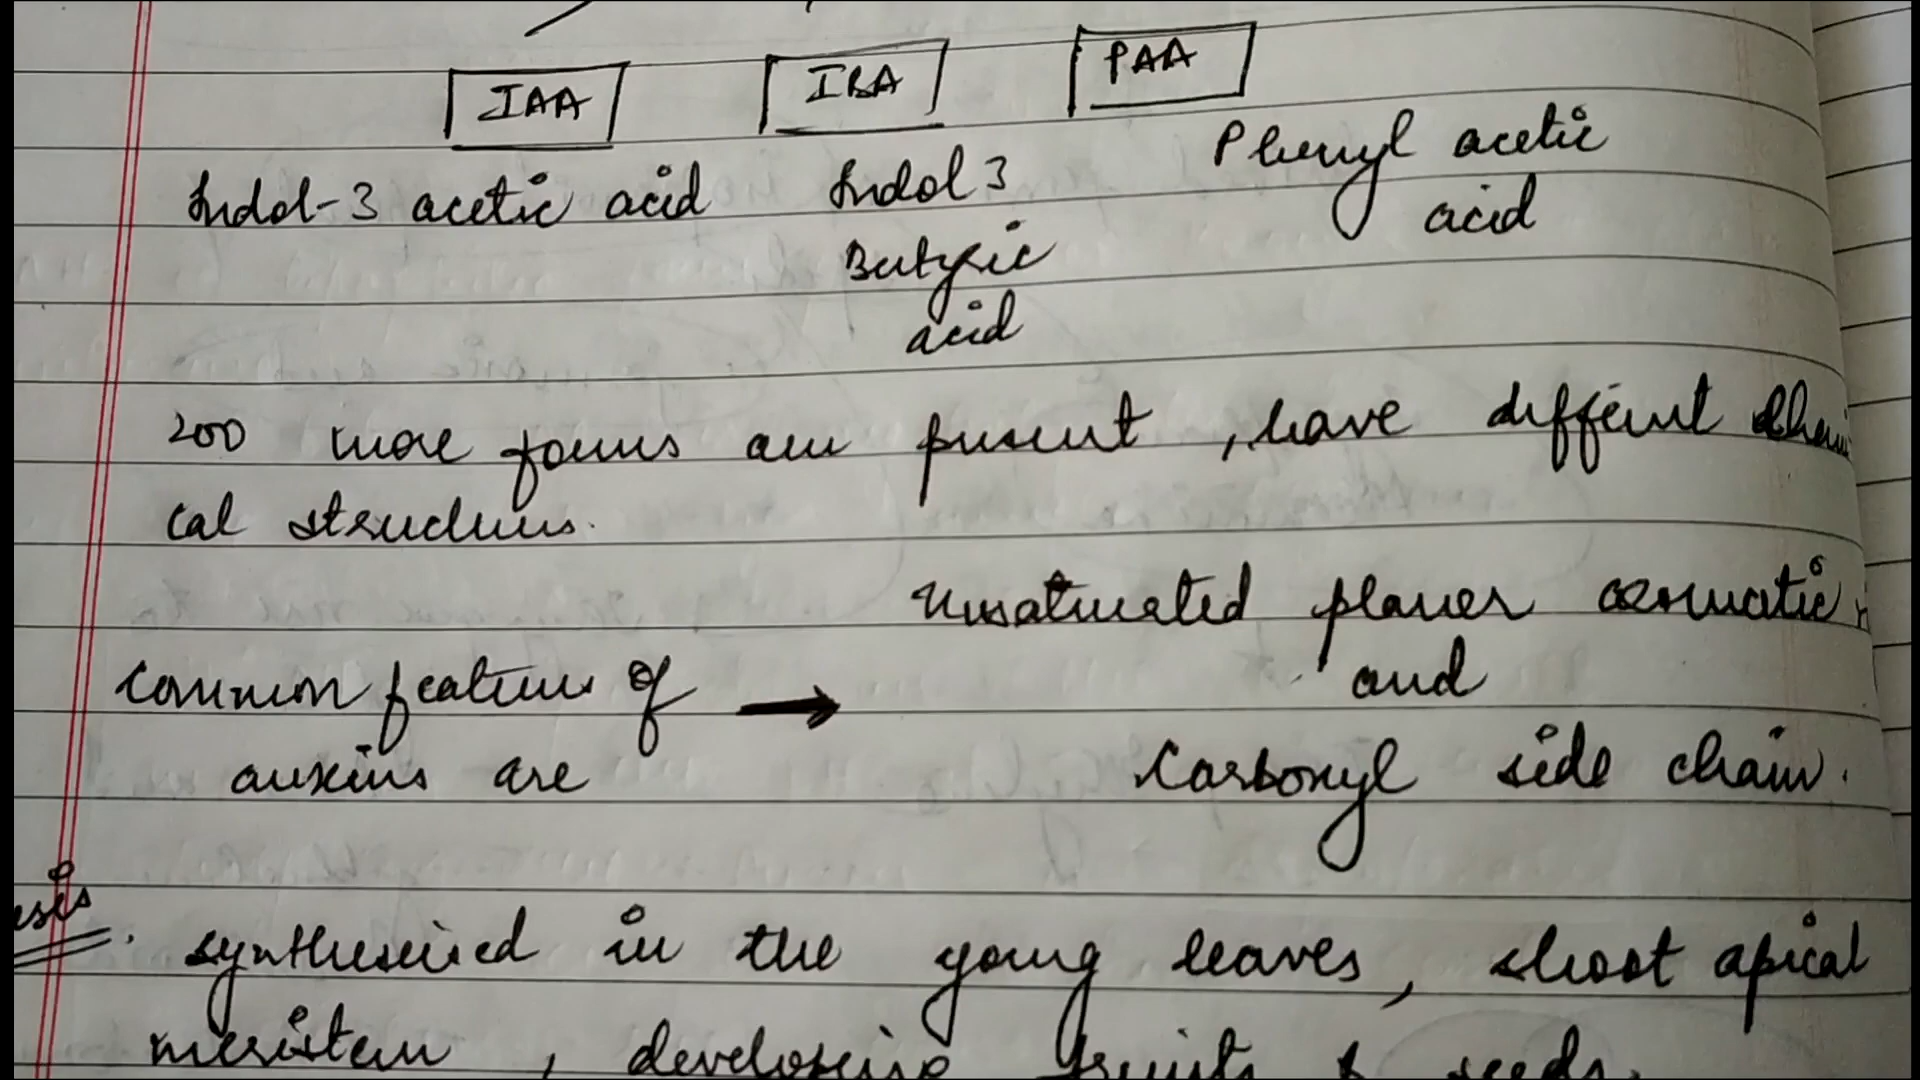 IAA IBA PAA
Indol-3 acetic acid Indol 3 Phenyl acetic
acid
Butyric
acid
200 more forms are present, have different
cal structures.
unsaturated planer aromatic
and
common features of →
auxins are carbonyl side chain.
synthesised in the young leaves, shoot apical
meristem, developing fruits & seeds.